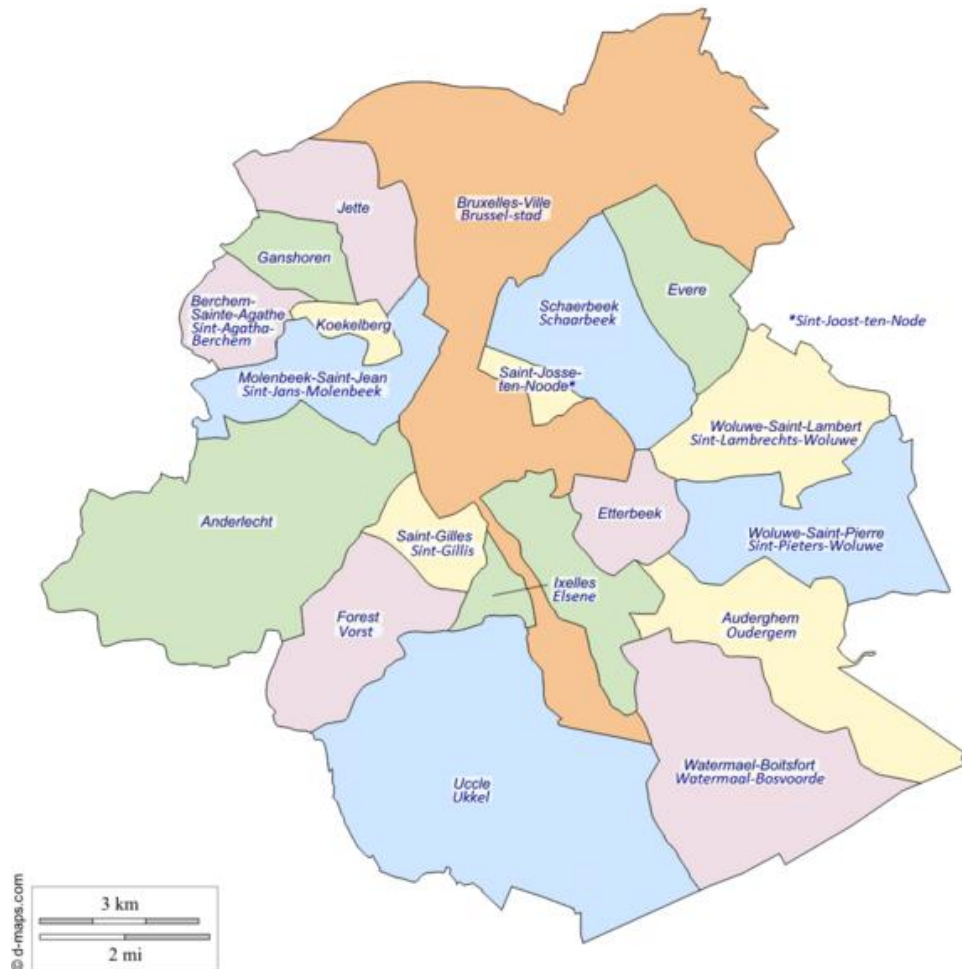 Bruxelles-Ville
Brussel-stad
Jette
Ganshoren
Evere
Berchem-
Sainte-Agathe
Sint-Agatha-
Berchem
Koekelberg
Schaerbeek
Schaarbeek
*Sint-Joost-ten-Node
Molenbeek-Saint-Jean
Sint-Jans-Molenbeek
Saint-Josse-
ten-Noode*
Woluwe-Saint-Lambert
Sint-Lambrechts-Woluwe
Anderlecht
Saint-Gilles
Sint-Gillis
Etterbeek
Woluwe-Saint-Pierre
Sint-Pieters-Woluwe
Ixelles
Elsene
Forest
Vorst
Auderghem
Oudergem
Uccle
Ukkel
Watermael-Boitsfort
Watermaal-Bosvoorde
3 km
2 mi
© d-maps.com